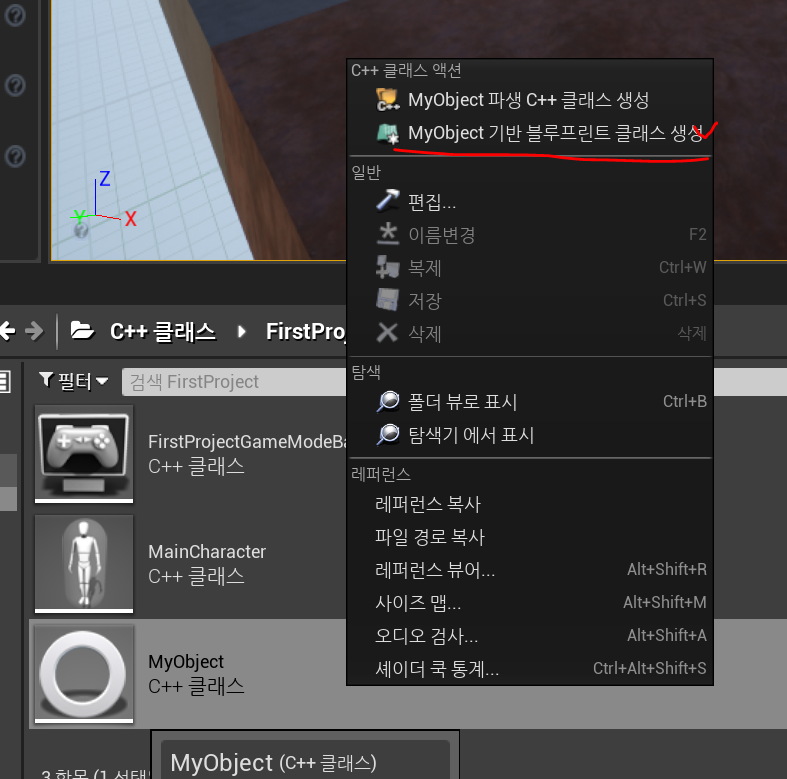 C++ 클래스 액션
MyObject 파생 C++ 클래스 생성
MyObject 기반 블루프린트 클래스 생성
일반
편집...
이름변경 F2
복제 Ctrl+W
저장 Ctrl+S
삭제 삭제
탐색
폴더 뷰로 표시 Ctrl+B
탐색기 에서 표시
레퍼런스
레퍼런스 복사
파일 경로 복사
레퍼런스 뷰어... Alt+Shift+R
사이즈 맵... Alt+Shift+M
오디오 검사... Alt+Shift+A
셰이더 쿡 통계... Ctrl+Alt+Shift+S
Z
Y
X
C++ 클래스 FirstProj
필터 검색 FirstProject
FirstProjectGameModeBa
C++ 클래스
MainCharacter
C++ 클래스
MyObject
C++ 클래스
3 항목 (1 선택
MyObject (C++ 클래스)